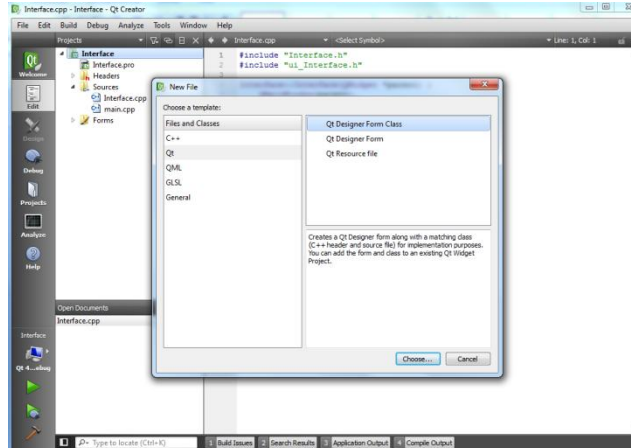 Interface.cpp - Interface - Qt Creator
File Edit Build Debug Analyze Tools Window Help
Projects
Interface.cpp
<Select Symbol>
Line: 1, Col: 1
Welcome
Edit
Design
Debug
Projects
Analyze
Help
Interface
Interface.pro
Headers
Sources
Interface.cpp
main.cpp
Forms
1 #include "Interface.h"
2 #include "ui_Interface.h"
3
New File
Choose a template:
Files and Classes
C++
Qt
QML
GLSL
General
Qt Designer Form Class
Qt Designer Form
Qt Resource file
Creates a Qt Designer form along with a matching class
(C++ header and source file) for implementation purposes.
You can add the form and class to an existing Qt Widget
Project.
Choose...
Cancel
Open Documents
Interface.cpp
Interface
Qt 4...ebug
Type to locate (Ctrl+K)
1 Build Issues 2 Search Results 3 Application Output 4 Compile Output